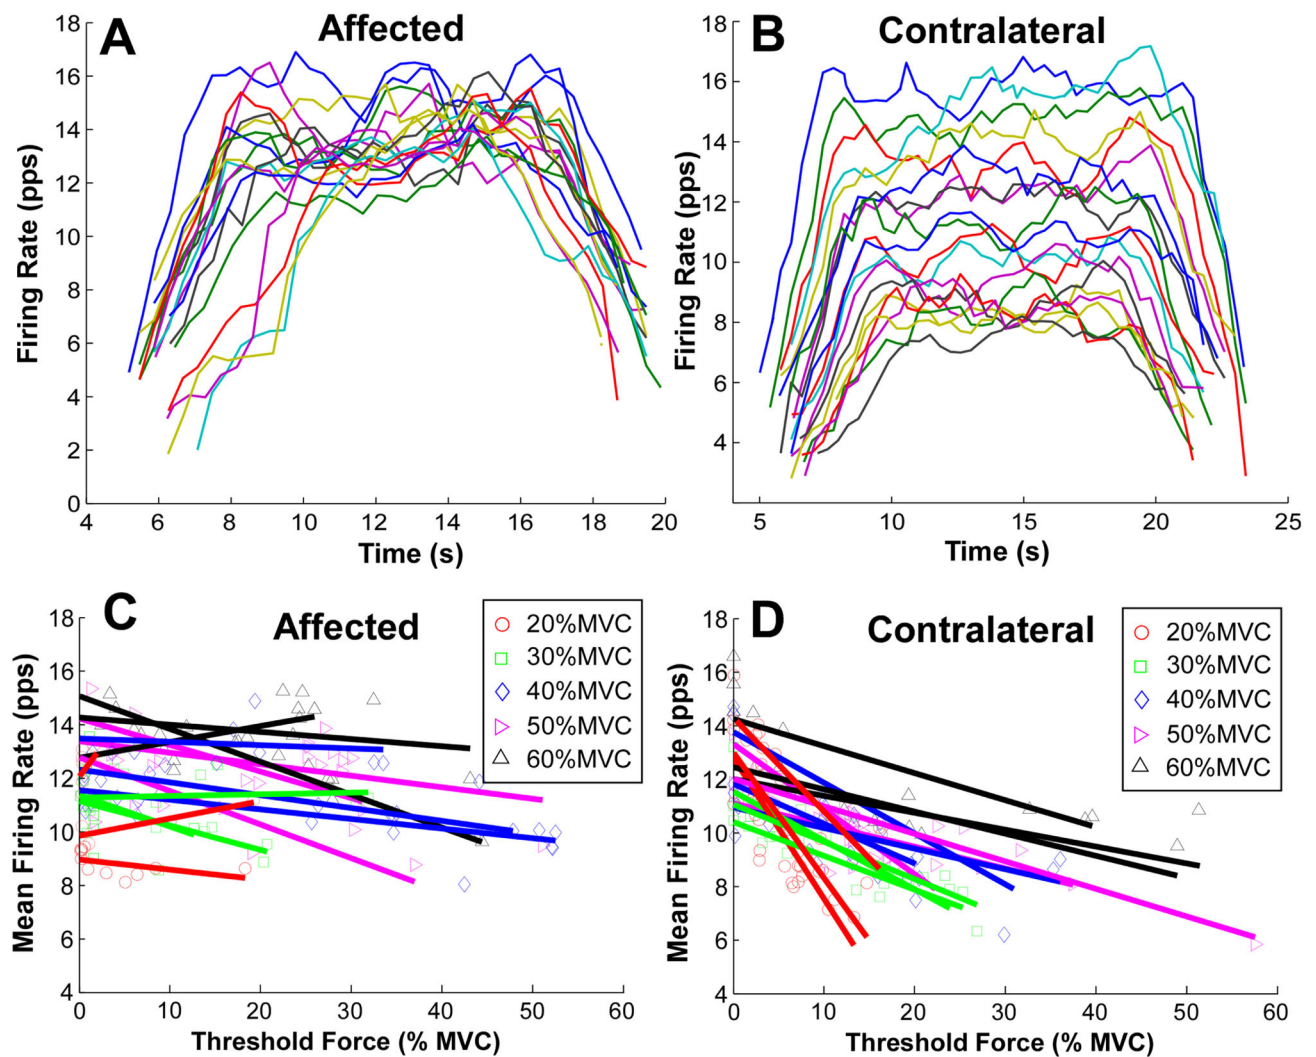 A
Affected
Firing Rate (pps)
18
16
14
12
10
8
6
4
2
0
4
6
8
10
12
14
16
18
20
Time (s)
B
Contralateral
Firing Rate (pps)
18
16
14
12
10
8
6
4
5
10
15
20
25
Time (s)
C
Affected
Mean Firing Rate (pps)
18
16
14
12
10
8
6
4
0
10
20
30
40
50
60
Threshold Force (% MVC)
20%MVC
30%MVC
40%MVC
50%MVC
60%MVC
D
Contralateral
Mean Firing Rate (pps)
18
16
14
12
10
8
6
4
0
10
20
30
40
50
60
Threshold Force (% MVC)
20%MVC
30%MVC
40%MVC
50%MVC
60%MVC